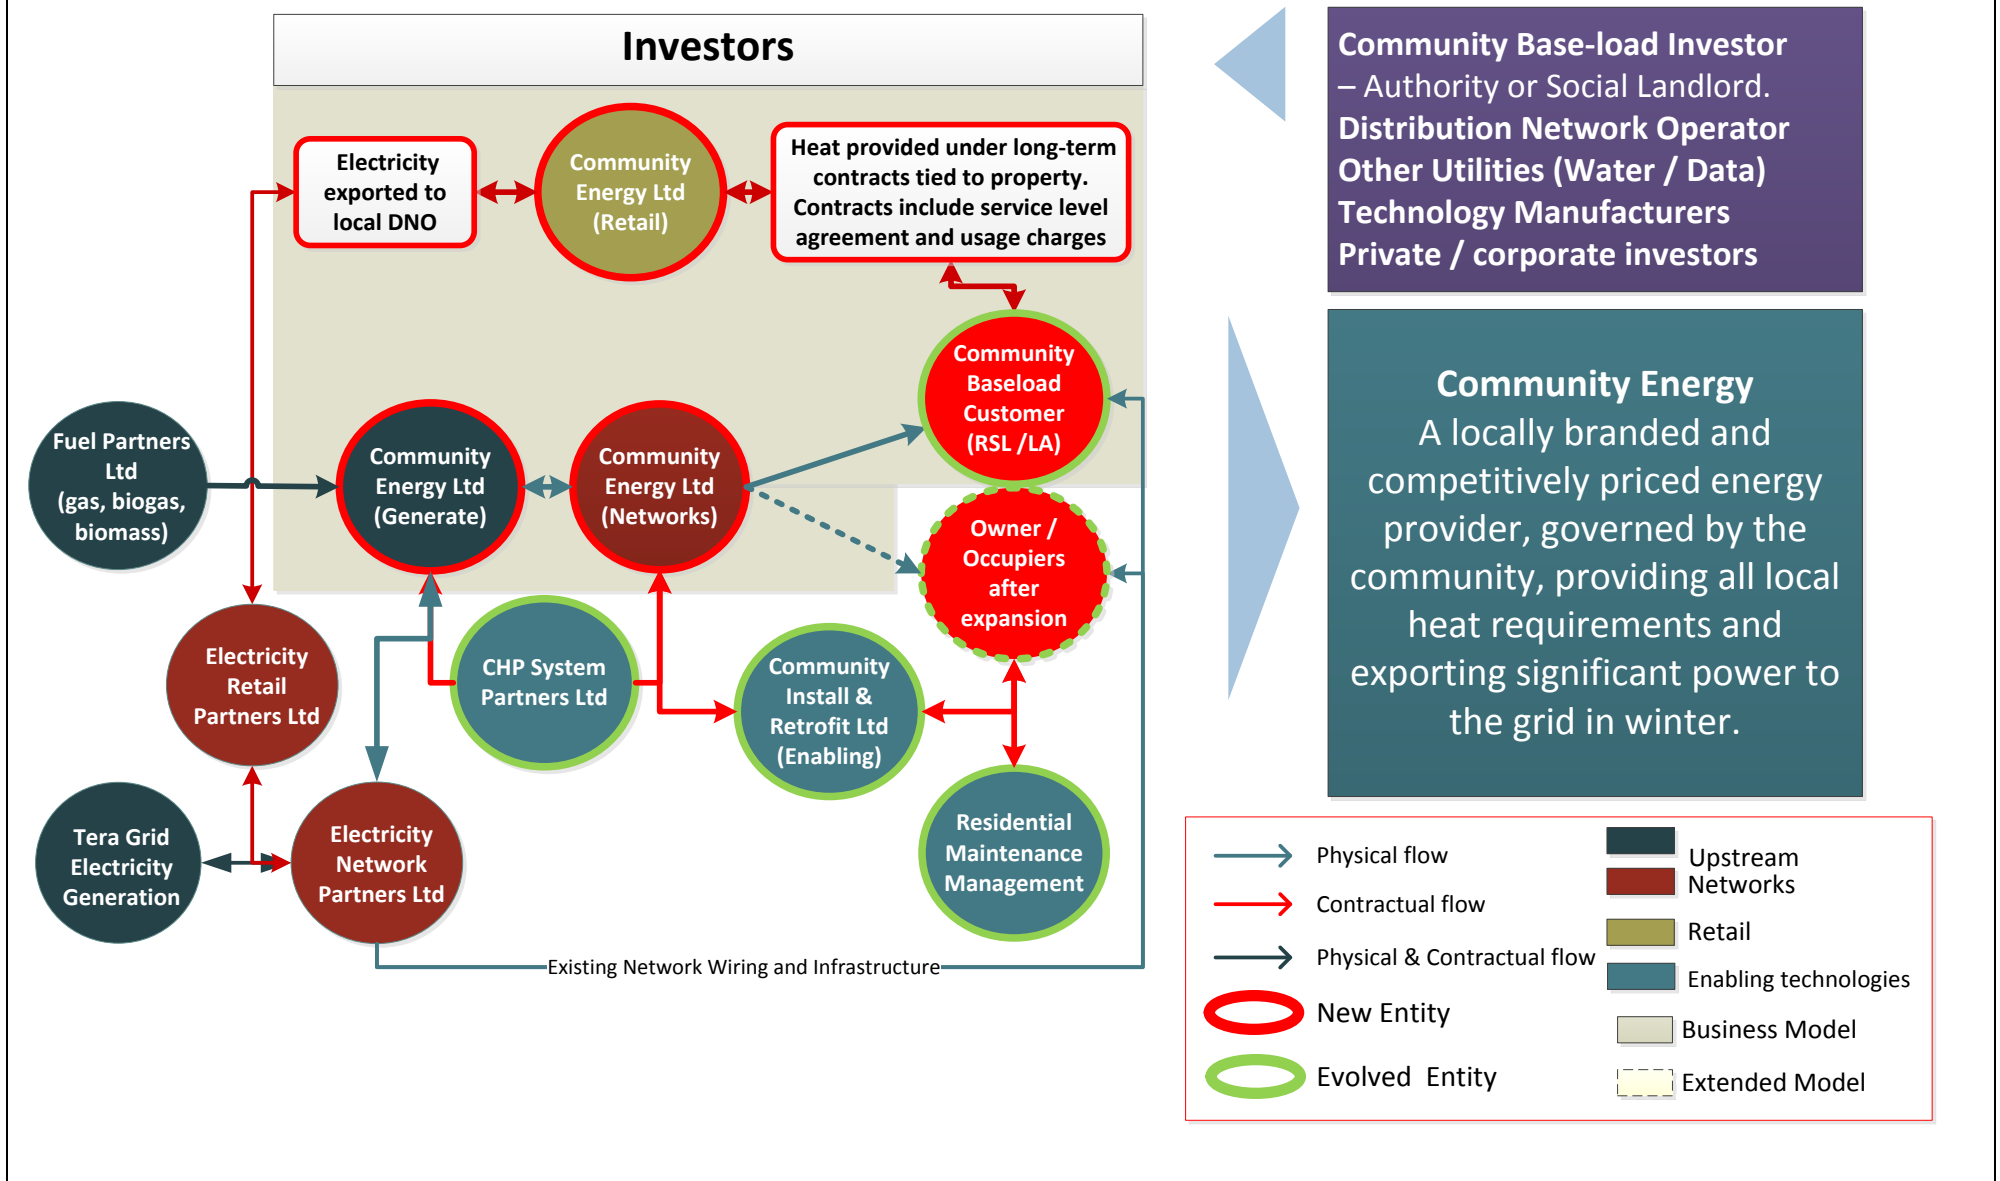 Investors
Electricity
exported to
local DNO
Community
Energy Ltd
(Retail)
Heat provided under long-term
contracts tied to property.
Contracts include service level
agreement and usage charges
Community
Baseload
Customer
(RSL /LA)
Fuel Partners
Ltd
(gas, biogas,
biomass)
Community
Energy Ltd
(Generate)
Community
Energy Ltd
(Networks)
Owner /
Occupiers
after
expansion
Electricity
Retail
Partners Ltd
CHP System
Partners Ltd
Community
Install &
Retrofit Ltd
(Enabling)
Tera Grid
Electricity
Generation
Electricity
Network
Partners Ltd
Residential
Maintenance
Management
Existing Network Wiring and Infrastructure
Community Base-load Investor
– Authority or Social Landlord.
Distribution Network Operator
Other Utilities (Water / Data)
Technology Manufacturers
Private / corporate investors
Community Energy
A locally branded and
competitively priced energy
provider, governed by the
community, providing all local
heat requirements and
exporting significant power to
the grid in winter.
Physical flow
Contractual flow
Physical & Contractual flow
New Entity
Evolved Entity
Upstream
Networks
Retail
Enabling technologies
Business Model
Extended Model